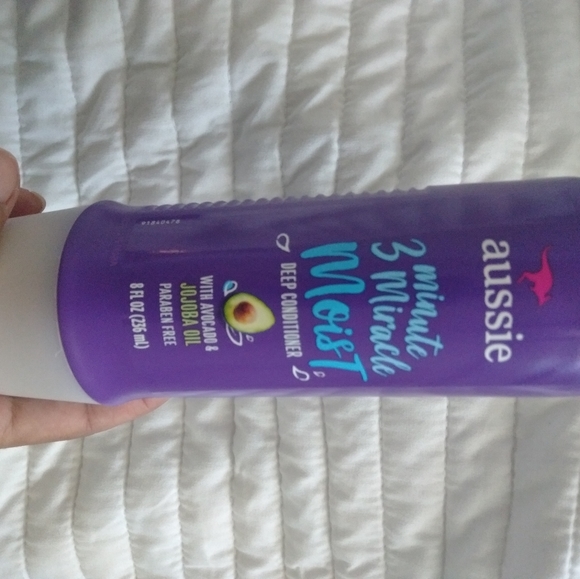 aussie
3 minute
Miracle
Moist
DEEP CONDITIONER
WITH AVOCADO &
JOJOBA OIL
PARABEN FREE
8 FL OZ (236 mL)